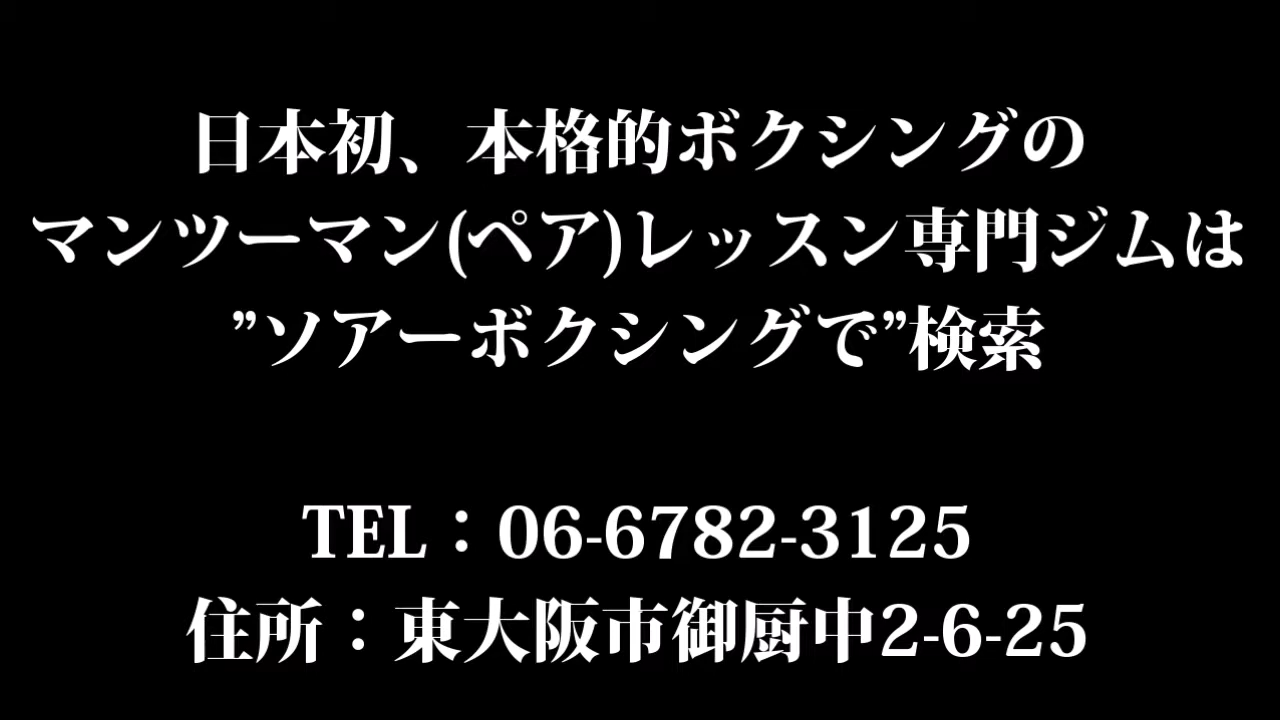 日本初、本格的ボクシングの
マンツーマン(ペア)レッスン専門ジムは
”ソアーボクシングで”検索
TEL：06-6782-3125
住所：東大阪市御厨中2-6-25